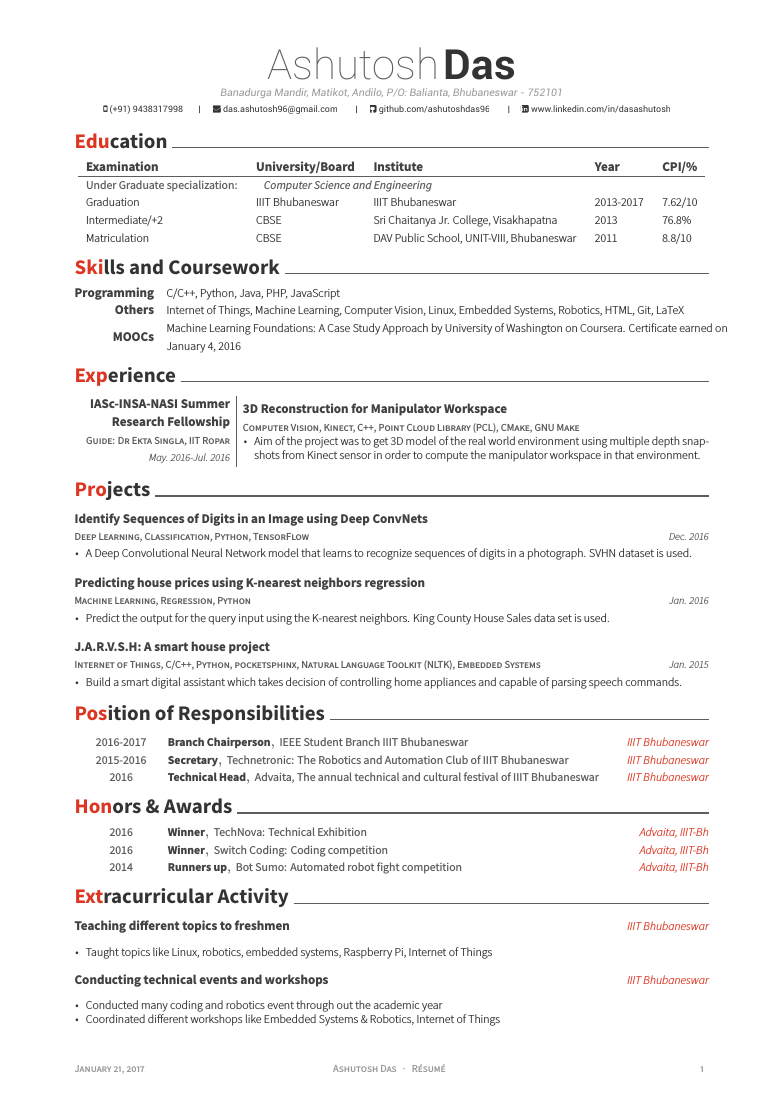 Ashutosh Das
Banadurga Mandir, Matikot, Andilo, P/O: Balianta, Bhubaneswar - 752101
(+91) 9438317998 | das.ashutosh96@gmail.com | github.com/ashutoshdas96 | www.linkedin.com/in/dasashutosh
Education
Examination University/Board Institute Year CPI/%
Under Graduate specialization: Computer Science and Engineering
Graduation IIIT Bhubaneswar IIIT Bhubaneswar 2013-2017 7.62/10
Intermediate/+2 CBSE Sri Chaitanya Jr. College, Visakhapatna 2013 76.8%
Matriculation CBSE DAV Public School, UNIT-VIII, Bhubaneswar 2011 8.8/10
Skills and Coursework
Programming C/C++, Python, Java, PHP, JavaScript
Others Internet of Things, Machine Learning, Computer Vision, Linux, Embedded Systems, Robotics, HTML, Git, LaTeX
MOOCs Machine Learning Foundations: A Case Study Approach by University of Washington on Coursera. Certificate earned on
January 4, 2016
Experience
IASc-INSA-NASI Summer
Research Fellowship
Guide: Dr Ekta Singla, IIT Ropar
May. 2016-Jul. 2016
3D Reconstruction for Manipulator Workspace
Computer Vision, Kinect, C++, Point Cloud Library (PCL), CMake, GNU Make
• Aim of the project was to get 3D model of the real world environment using multiple depth snap-
shots from Kinect sensor in order to compute the manipulator workspace in that environment.
Projects
Identify Sequences of Digits in an Image using Deep ConvNets
Deep Learning, Classification, Python, TensorFlow Dec. 2016
• A Deep Convolutional Neural Network model that learns to recognize sequences of digits in a photograph. SVHN dataset is used.
Predicting house prices using K-nearest neighbors regression
Machine Learning, Regression, Python Jan. 2016
• Predict the output for the query input using the K-nearest neighbors. King County House Sales data set is used.
J.A.R.V.S.H: A smart house project
Internet of Things, C/C++, Python, pocketsphinx, Natural Language Toolkit (NLTK), Embedded Systems Jan. 2015
• Build a smart digital assistant which takes decision of controlling home appliances and capable of parsing speech commands.
Position of Responsibilities
2016-2017 Branch Chairperson, IEEE Student Branch IIIT Bhubaneswar IIIT Bhubaneswar
2015-2016 Secretary, Technetronic: The Robotics and Automation Club of IIIT Bhubaneswar IIIT Bhubaneswar
2016 Technical Head, Advaita, The annual technical and cultural festival of IIIT Bhubaneswar IIIT Bhubaneswar
Honors & Awards
2016 Winner, TechNova: Technical Exhibition Advaita, IIIT-Bh
2016 Winner, Switch Coding: Coding competition Advaita, IIIT-Bh
2014 Runners up, Bot Sumo: Automated robot fight competition Advaita, IIIT-Bh
Extracurricular Activity
Teaching different topics to freshmen IIIT Bhubaneswar
• Taught topics like Linux, robotics, embedded systems, Raspberry Pi, Internet of Things
Conducting technical events and workshops IIIT Bhubaneswar
• Conducted many coding and robotics event through out the academic year
• Coordinated different workshops like Embedded Systems & Robotics, Internet of Things
January 21, 2017 Ashutosh Das · Résumé 1